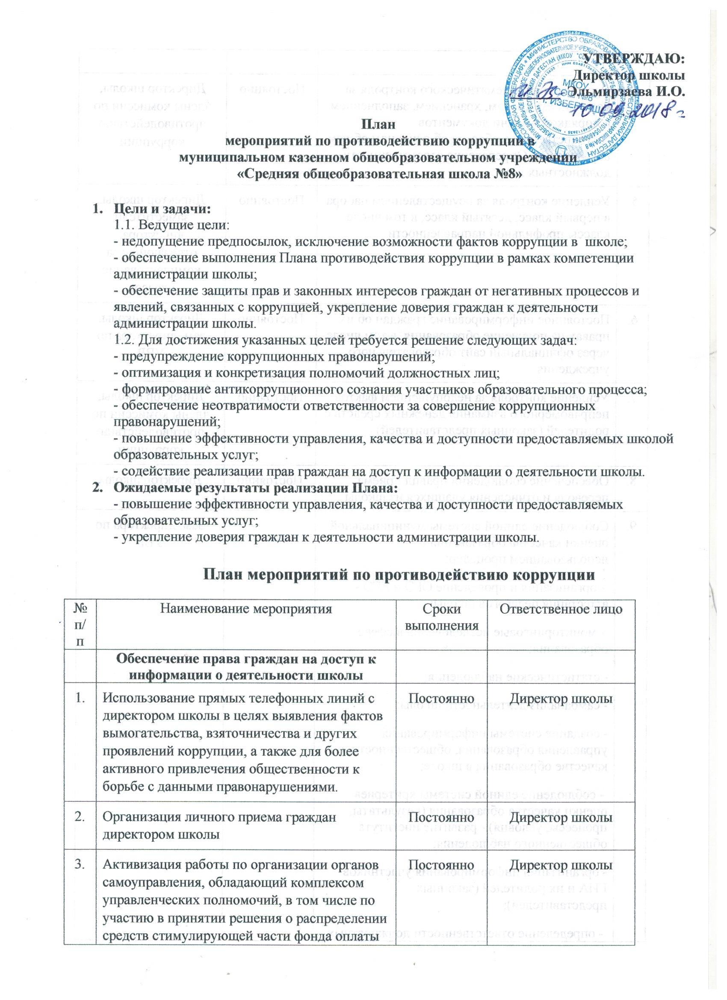 УТВЕРЖДАЮ:
Директор школы
Эльмирзаева И.О.
10.09.2018г
МКОУ
"СОШ №8"
г. ИЗБЕРБАШ
План
мероприятий по противодействию коррупции в
муниципальном казенном общеобразовательном учреждении
«Средняя общеобразовательная школа №8»
1. Цели и задачи:
1.1. Ведущие цели:
- недопущение предпосылок, исключение возможности фактов коррупции в школе;
- обеспечение выполнения Плана противодействия коррупции в рамках компетенции
администрации школы;
- обеспечение защиты прав и законных интересов граждан от негативных процессов и
явлений, связанных с коррупцией, укрепление доверия граждан к деятельности
администрации школы.
1.2. Для достижения указанных целей требуется решение следующих задач:
- предупреждение коррупционных правонарушений;
- оптимизация и конкретизация полномочий должностных лиц;
- формирование антикоррупционного сознания участников образовательного процесса;
- обеспечение неотвратимости ответственности за совершение коррупционных
правонарушений;
- повышение эффективности управления, качества и доступности предоставляемых школой
образовательных услуг;
- содействие реализации прав граждан на доступ к информации о деятельности школы.
2. Ожидаемые результаты реализации Плана:
- повышение эффективности управления, качества и доступности предоставляемых
образовательных услуг;
- укрепление доверия граждан к деятельности администрации школы.
План мероприятий по противодействию коррупции
№ Наименование мероприятия Сроки Ответственное лицо
п/ выполнения
п
Обеспечение права граждан на доступ к
информации о деятельности школы
1. Использование прямых телефонных линий с Постоянно Директор школы
директором школы в целях выявления фактов
вымогательства, взяточничества и других
проявлений коррупции, а также для более
активного привлечения общественности к
борьбе с данными правонарушениями.
2. Организация личного приема граждан Постоянно Директор школы
директором школы
3. Активизация работы по организации органов Постоянно Директор школы
самоуправления, обладающий комплексом
управленческих полномочий, в том числе по
участию в принятии решения о распределении
средств стимулирующей части фонда оплаты